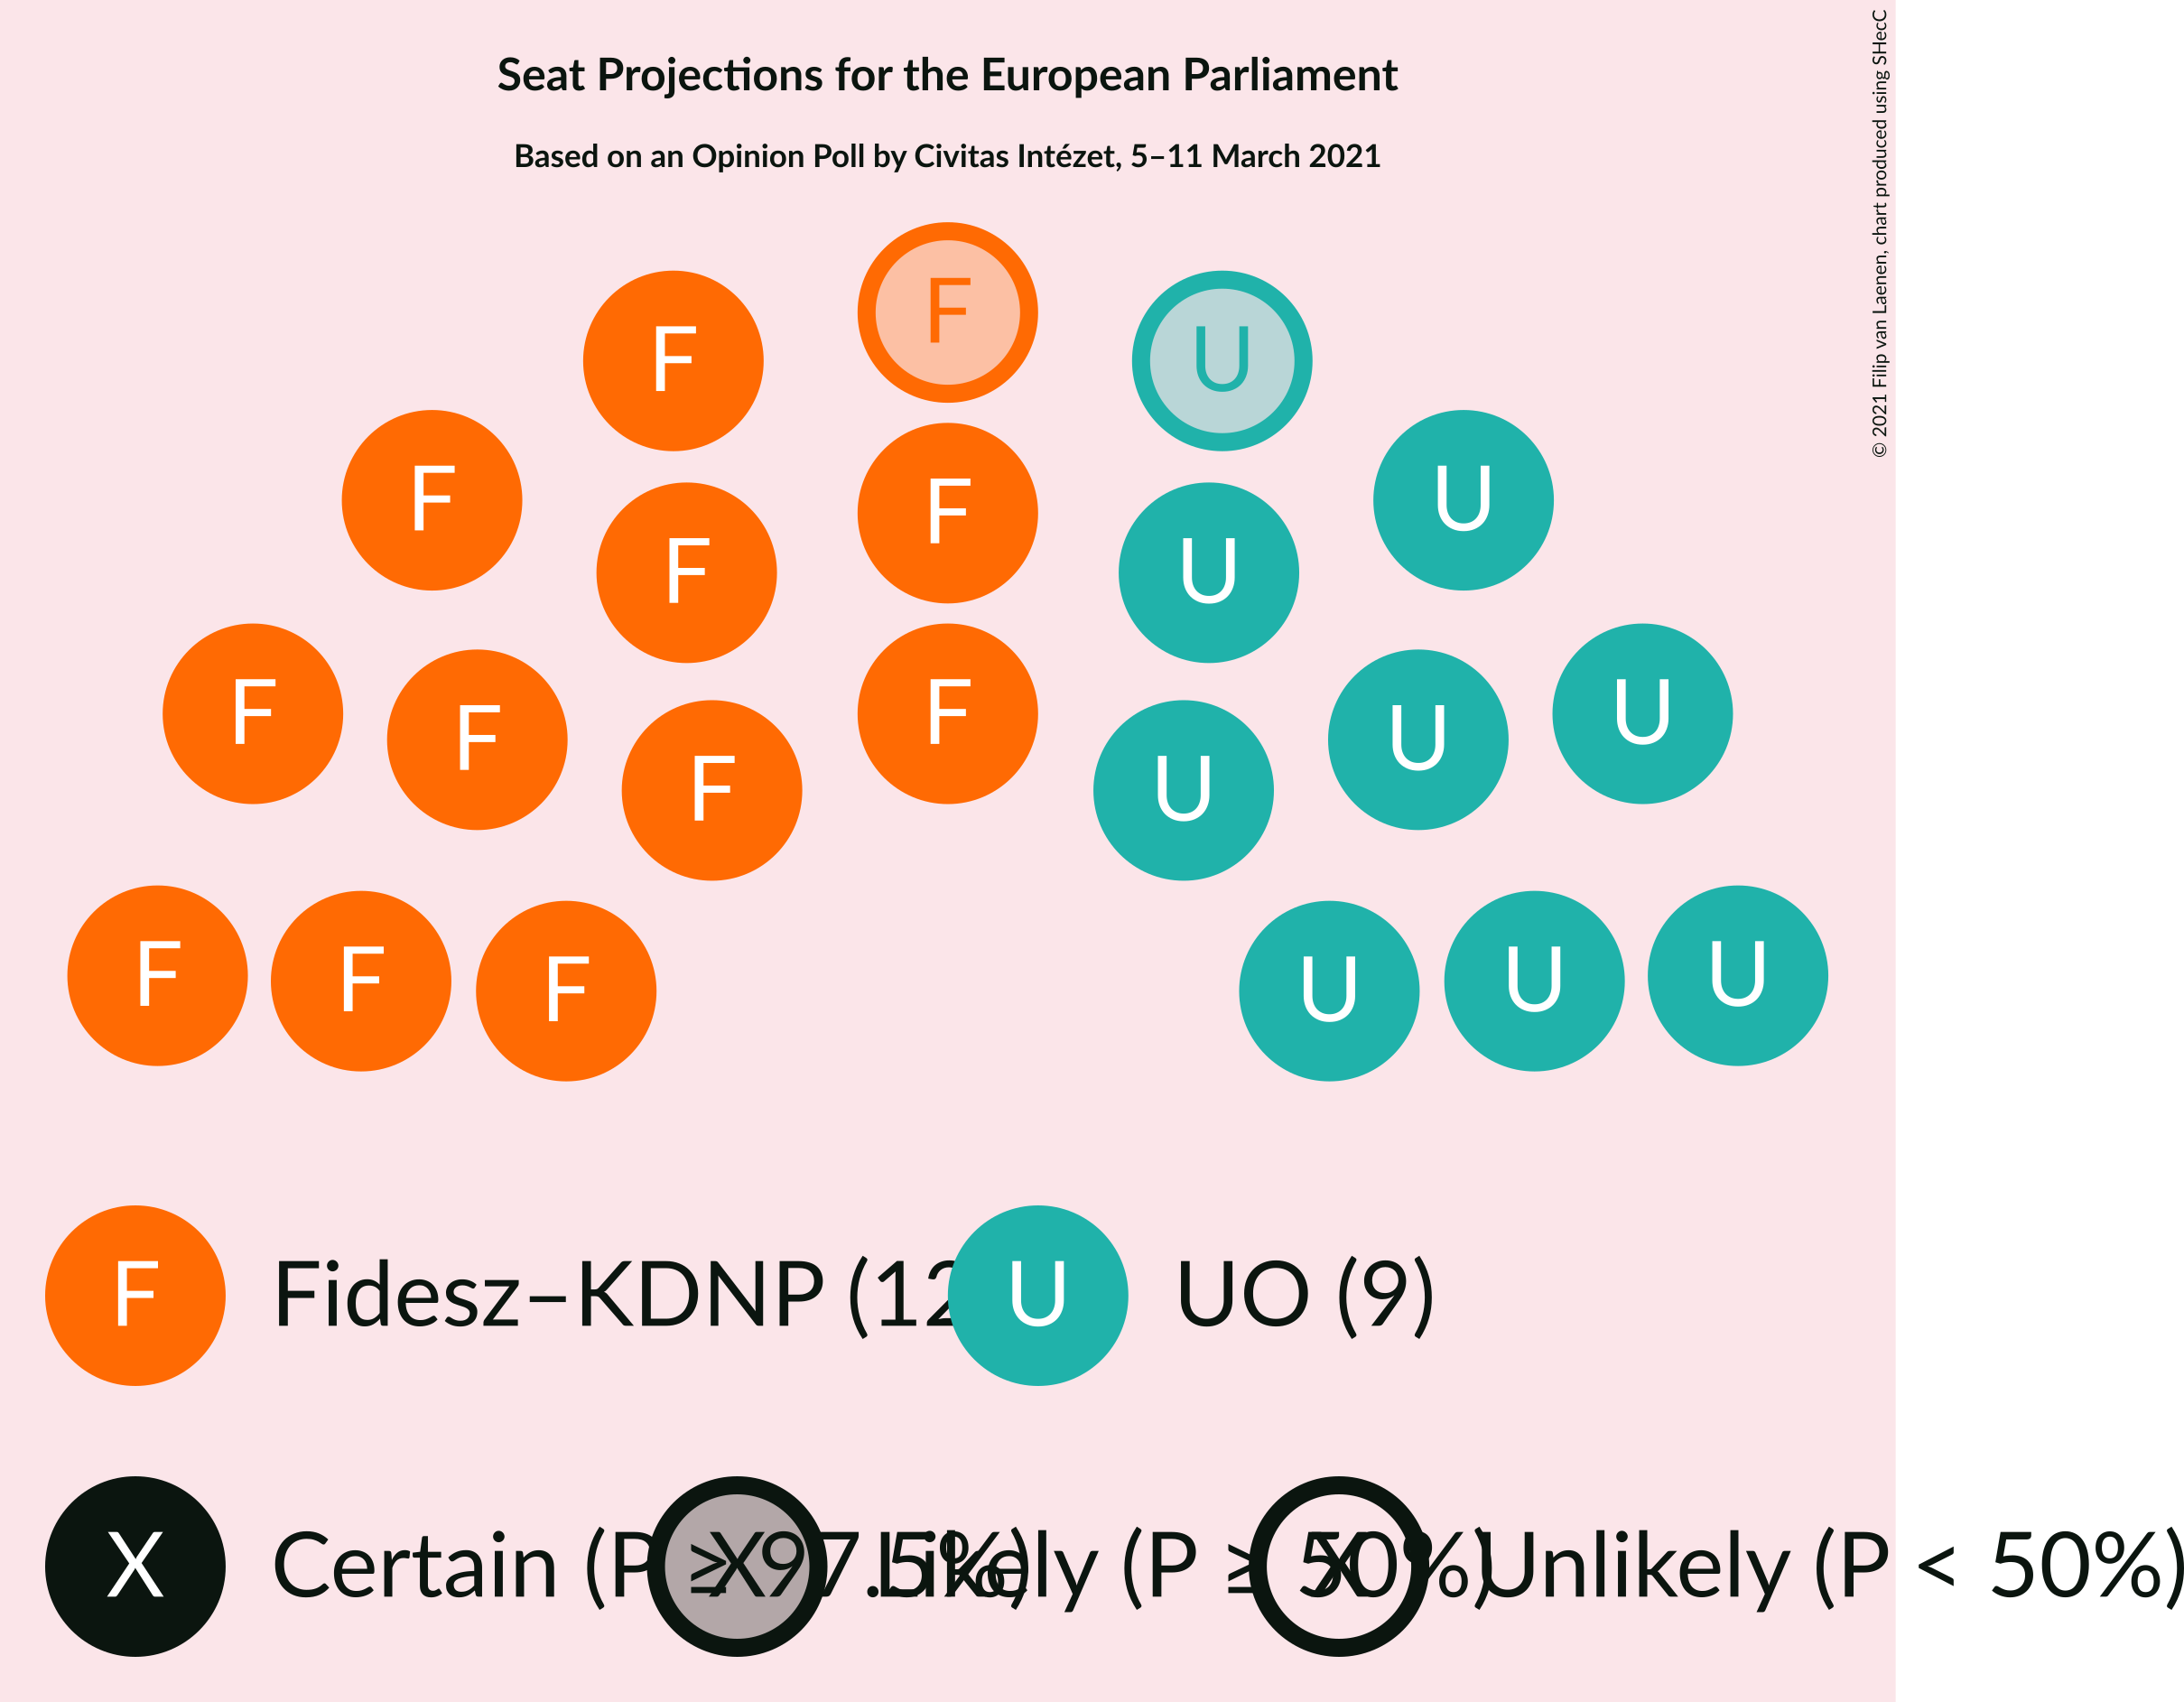 Seat Projections for the European Parliament
Based on an Opinion Poll by Civitas Intézet, 5–11 March 2021
© 2021 Filip van Laenen, chart produced using SHecC
F
U
F
F
U
F
F
U
F
U
F
F
U
F
U
F
U
F
F
F
U
U
U
F Fidesz–KDNP (12 U UO (9)
X Certain (P ≥ 97.5%) X Likely (P ≥ 50%) X Unlikely (P < 50%)